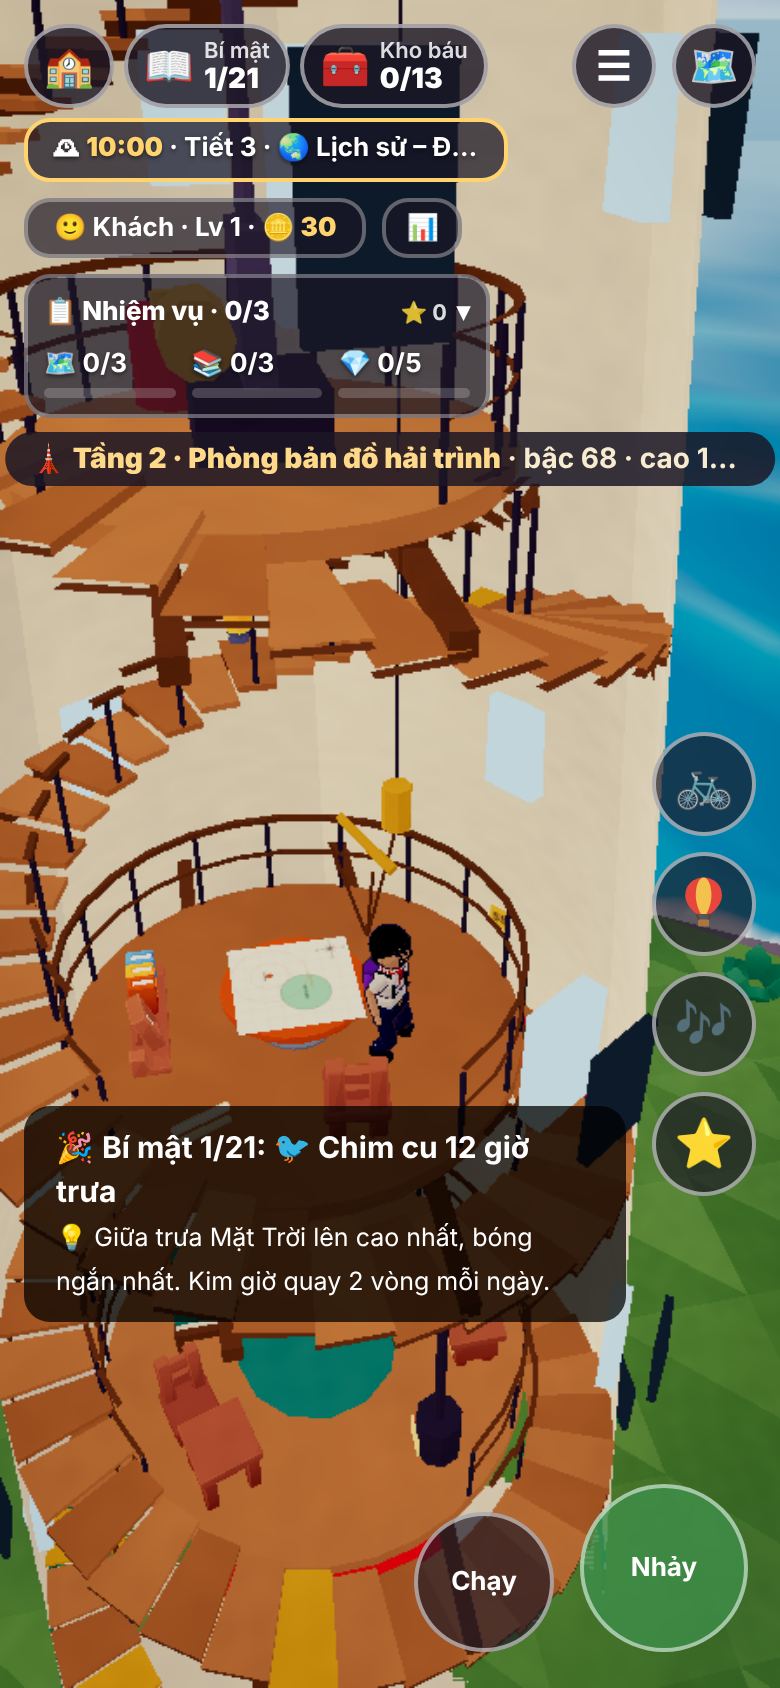 Bí mật
1/21
Kho báu
0/13
10:00 · Tiết 3 · Lịch sử – Đ...
Khách · Lv 1 · 30
Nhiệm vụ · 0/3
0 ▼
0/3
0/3
0/5
Tầng 2 · Phòng bản đồ hải trình · bậc 68 · cao 1...
Bí mật 1/21: Chim cu 12 giờ
trưa
Giữa trưa Mặt Trời lên cao nhất, bóng
ngắn nhất. Kim giờ quay 2 vòng mỗi ngày.
Chạy
Nhảy